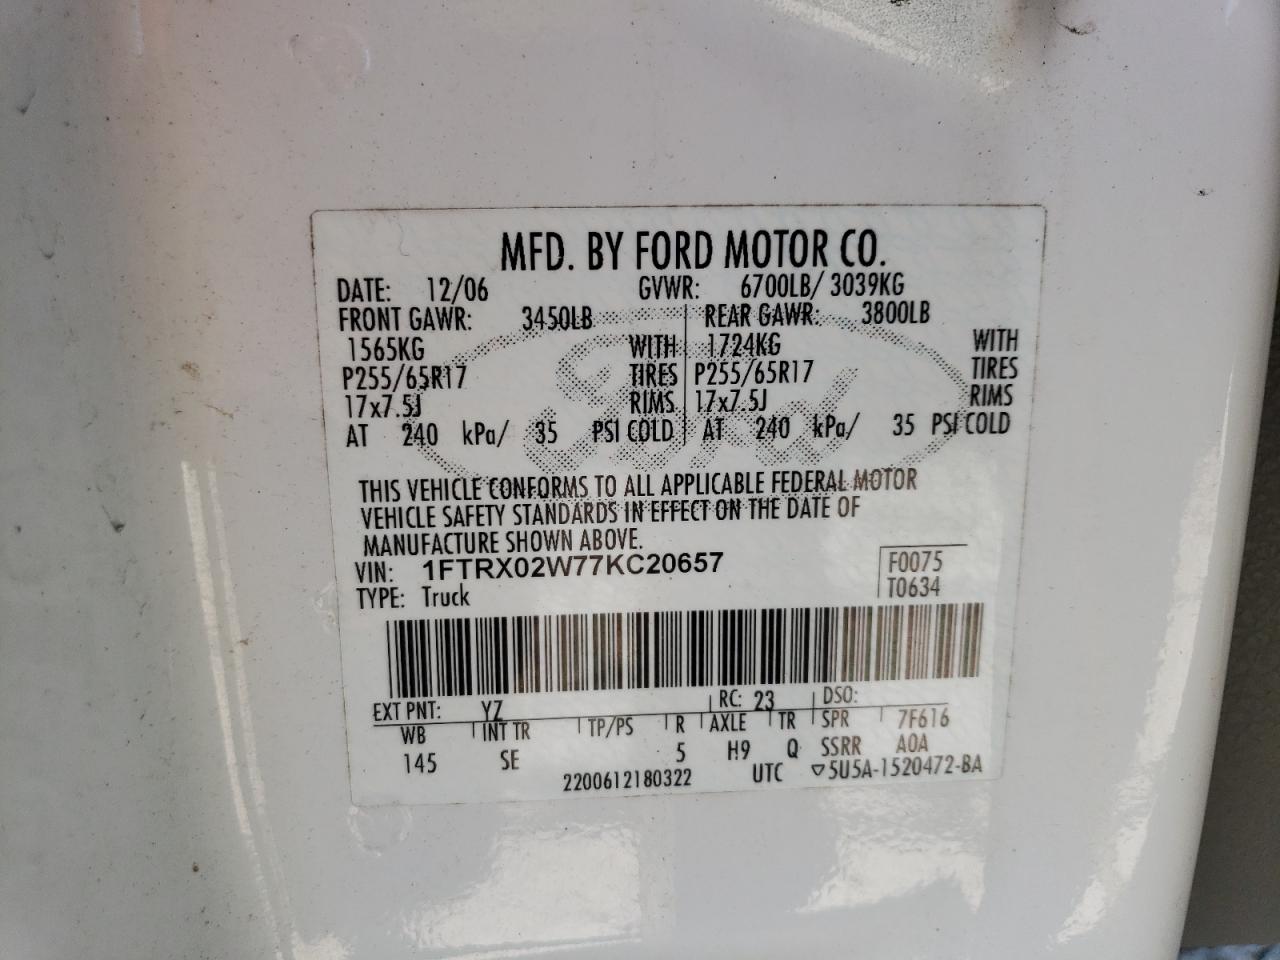 MFD. BY FORD MOTOR CO.
DATE: 12/06 GVWR: 6700LB/ 3039KG
FRONT GAWR: 3450LB REAR GAWR: 3800LB
1565KG WITH 1724KG WITH
P255/65R17 TIRES P255/65R17 TIRES
17x7.5J RIMS 17x7.5J RIMS
AT 240 kPa/ 35 PSI COLD AT 240 kPa/ 35 PSI COLD
Ford
THIS VEHICLE CONFORMS TO ALL APPLICABLE FEDERAL MOTOR
VEHICLE SAFETY STANDARDS IN EFFECT ON THE DATE OF
MANUFACTURE SHOWN ABOVE.
VIN: 1FTRX02W77KC20657 F0075
TYPE: Truck T0634
EXT PNT: YZ RC: 23 DSO:
WB INT TR TP/PS R AXLE TR SPR 7F616
145 SE 5 H9 Q SSRR A0A
2200612180322 UTC ▽5U5A-1520472-BA